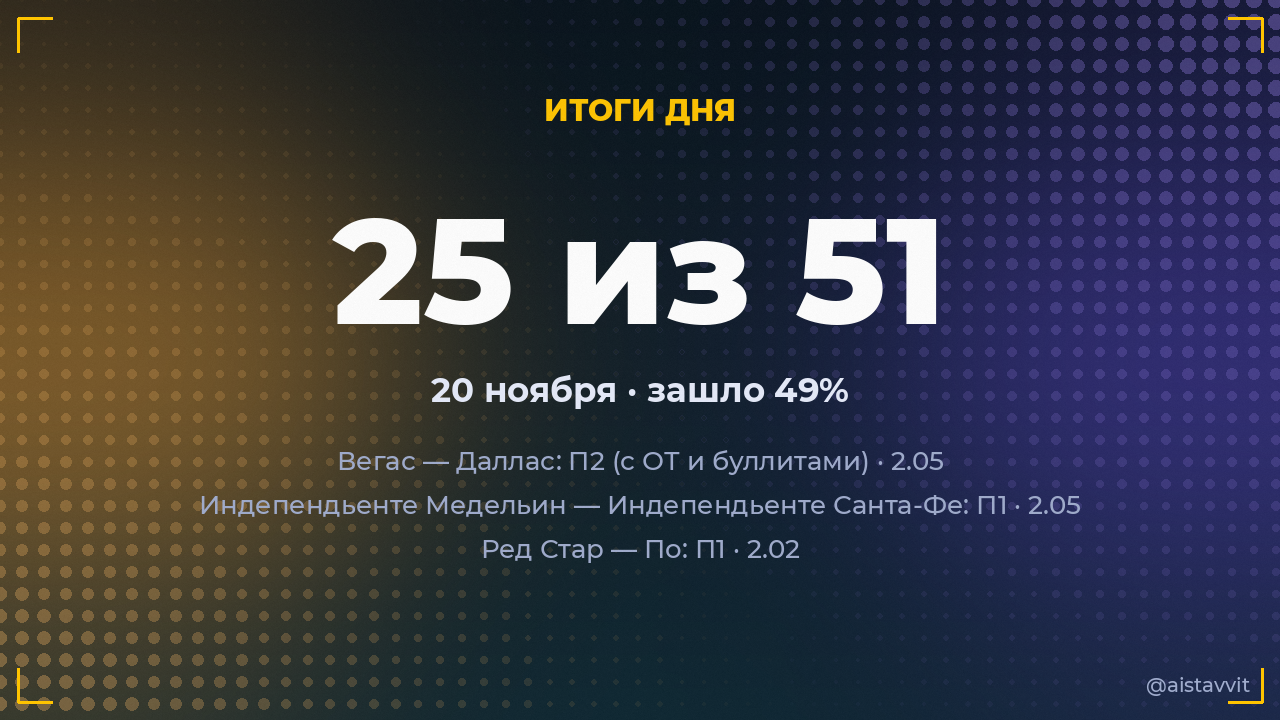 ИТОГИ ДНЯ
25 из 51
20 ноября · зашло 49%
Вегас — Даллас: П2 (с ОТ и буллитами) · 2.05
Индепендьенте Медельин — Индепендьенте Санта-Фе: П1 · 2.05
Ред Стар — По: П1 · 2.02
@aistavvit